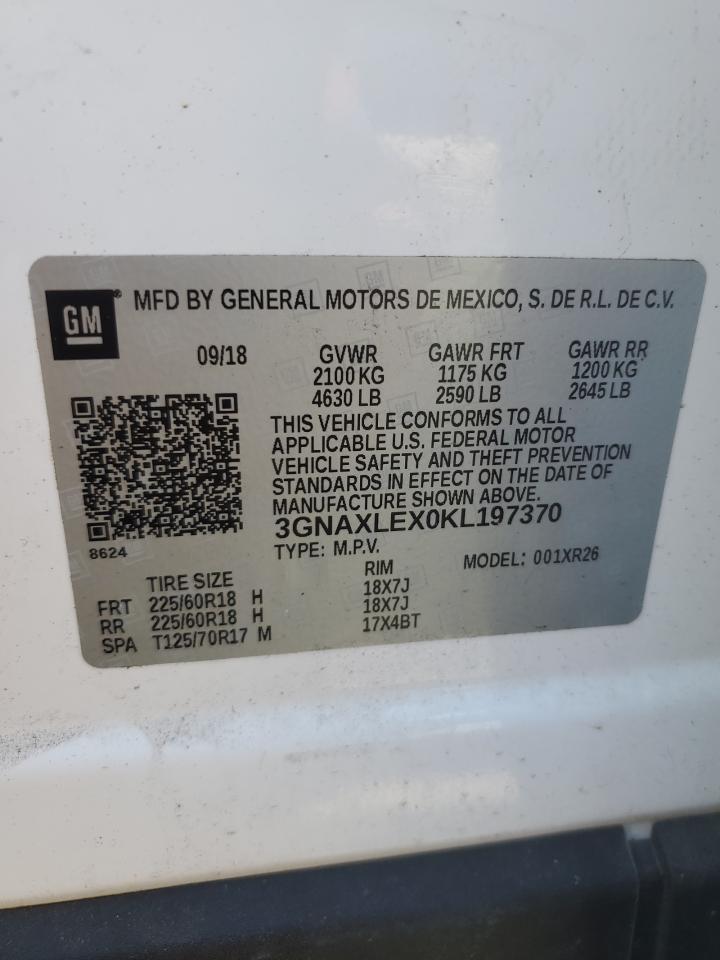 GM ® MFD BY GENERAL MOTORS DE MEXICO, S. DE R.L. DE C.V.
09/18 GVWR GAWR FRT GAWR RR
2100 KG 1175 KG 1200 KG
4630 LB 2590 LB 2645 LB
THIS VEHICLE CONFORMS TO ALL
APPLICABLE U.S. FEDERAL MOTOR
VEHICLE SAFETY AND THEFT PREVENTION
STANDARDS IN EFFECT ON THE DATE OF
MANUFACTURE SHOWN ABOVE.
3GNAXLEX0KL197370
8624 TYPE: M.P.V. MODEL: 001XR26
TIRE SIZE RIM
FRT 225/60R18 H 18X7J
RR 225/60R18 H 18X7J
SPA T125/70R17 M 17X4BT